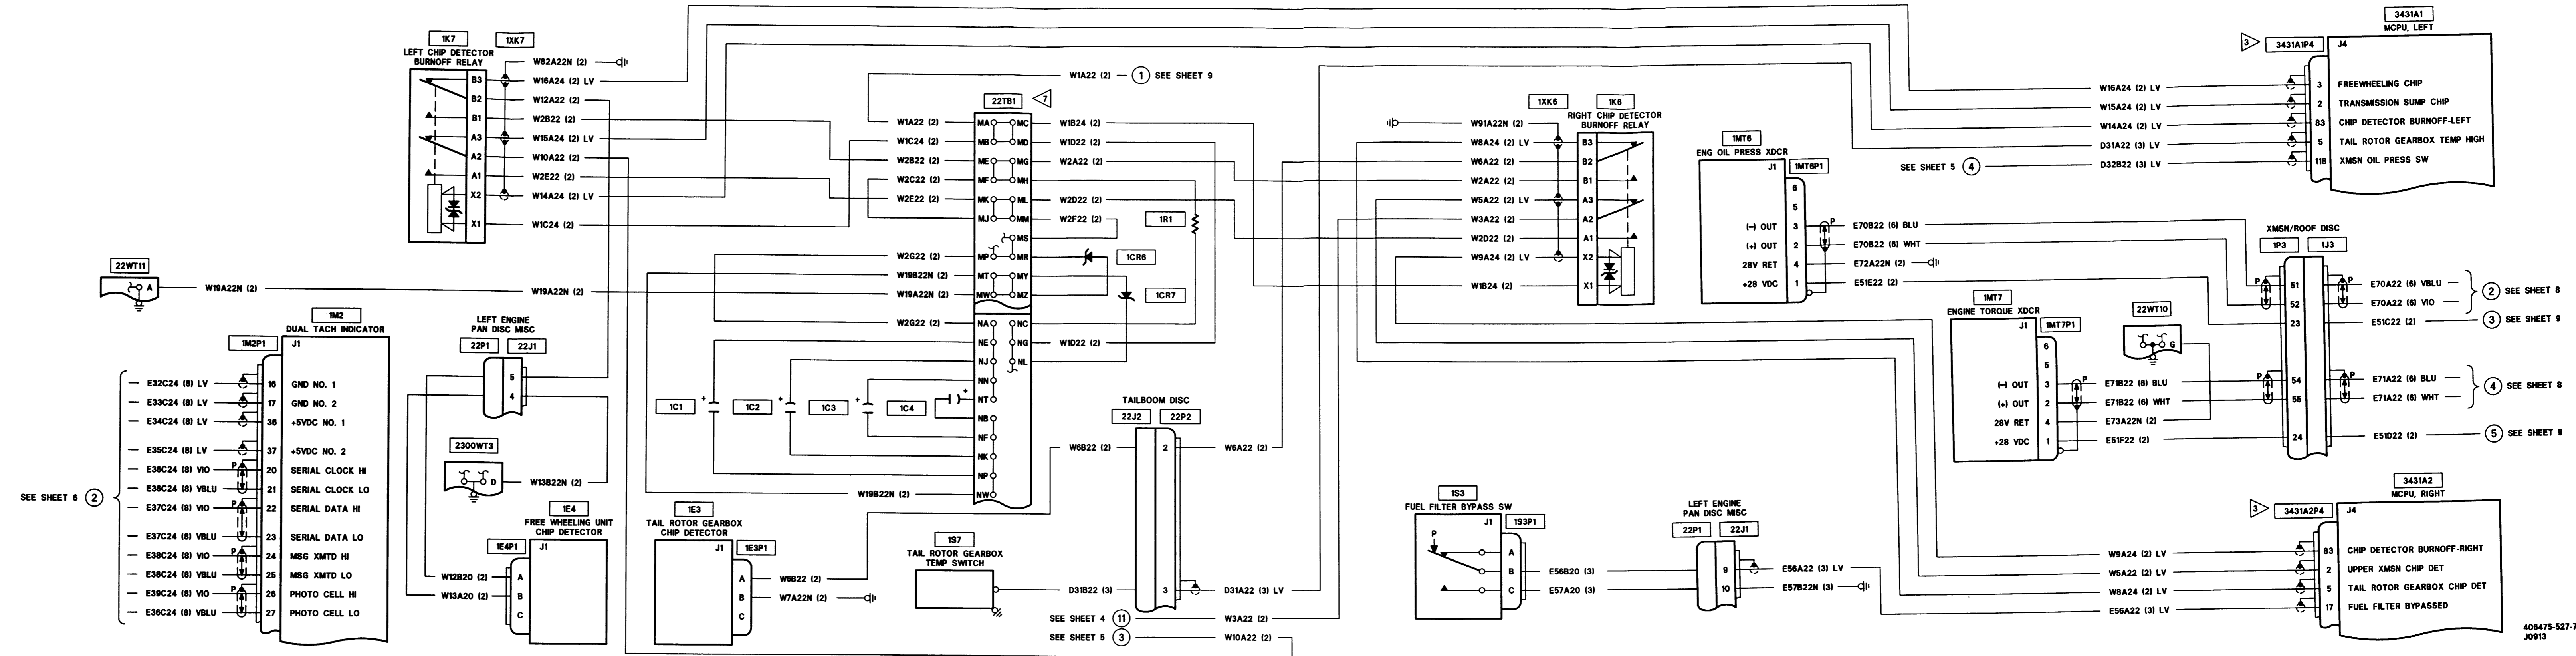 1K7
1XK7
LEFT CHIP DETECTOR
BURNOFF RELAY
B3
B2
B1
A3
A2
A1
X2
X1
W82A22N (2)
W16A24 (2) LV
W12A22 (2)
W2B22 (2)
W15A24 (2) LV
W10A22 (2)
W2E22 (2)
W14A24 (2) LV
W1C24 (2)
W1A22 (2)
1
SEE SHEET 9
22TB1
7
W1A22 (2)
MA
MC
W1B24 (2)
W1C24 (2)
MB
MD
W1D22 (2)
W2B22 (2)
ME
MG
W2A22 (2)
W2C22 (2)
MF
MH
W2E22 (2)
MK
ML
W2D22 (2)
MJ
MM
W2F22 (2)
MS
W2G22 (2)
MP
MR
W19B22N (2)
MT
MY
W19A22N (2)
MW
MZ
W2G22 (2)
NA
NC
NE
NG
W1D22 (2)
NJ
NL
NN
NT
NB
NF
NK
NP
W19B22N (2)
NW
1R1
1CR6
1CR7
+
1C1
+
1C2
+
1C3
+
1C4
22WT11
A
W19A22N (2)
W19A22N (2)
1M2
DUAL TACH INDICATOR
1M2P1
J1
E32C24 (8) LV
16
GND NO. 1
E33C24 (8) LV
17
GND NO. 2
E34C24 (8) LV
36
+5VDC NO. 1
E35C24 (8) LV
37
+5VDC NO. 2
E36C24 (8) VIO
P
20
SERIAL CLOCK HI
E36C24 (8) VBLU
21
SERIAL CLOCK LO
E37C24 (8) VIO
P
22
SERIAL DATA HI
E37C24 (8) VBLU
23
SERIAL DATA LO
E38C24 (8) VIO
P
24
MSG XMTD HI
E38C24 (8) VBLU
25
MSG XMTD LO
E39C24 (8) VIO
P
26
PHOTO CELL HI
E36C24 (8) VBLU
27
PHOTO CELL LO
SEE SHEET 6
2
LEFT ENGINE
PAN DISC MISC
22P1
22J1
5
4
2300WT3
D
W13B22N (2)
1E4
FREE WHEELING UNIT
CHIP DETECTOR
1E4P1
J1
W12B20 (2)
A
W13A20 (2)
B
C
1E3
TAIL ROTOR GEARBOX
CHIP DETECTOR
J1
1E3P1
A
W6B22 (2)
B
W7A22N (2)
C
1S7
TAIL ROTOR GEARBOX
TEMP SWITCH
D31B22 (3)
TAILBOOM DISC
22J2
22P2
W6B22 (2)
2
W6A22 (2)
3
D31A22 (3) LV
SEE SHEET 4
11
W3A22 (2)
SEE SHEET 5
3
W10A22 (2)
1XK6
1K6
RIGHT CHIP DETECTOR
BURNOFF RELAY
W91A22N (2)
W8A24 (2) LV
B3
W6A22 (2)
B2
W2A22 (2)
B1
W5A22 (2) LV
A3
W3A22 (2)
A2
W2D22 (2)
A1
W9A24 (2) LV
X2
W1B24 (2)
X1
1MT6
ENG OIL PRESS XDCR
J1
1MT6P1
6
5
(-) OUT
3
P
E70B22 (6) BLU
(+) OUT
2
E70B22 (6) WHT
28V RET
4
E72A22N (2)
+28 VDC
1
E51E22 (2)
1MT7
ENGINE TORQUE XDCR
J1
1MT7P1
6
5
(-) OUT
3
P
E71B22 (6) BLU
(+) OUT
2
E71B22 (6) WHT
28V RET
4
E73A22N (2)
+28 VDC
1
E51F22 (2)
22WT10
G
XMSN/ROOF DISC
1P3
1J3
P
51
P
E70A22 (6) VBLU
52
E70A22 (6) VIO
2
SEE SHEET 8
23
E51C22 (2)
3
SEE SHEET 9
P
54
P
E71A22 (6) BLU
55
E71A22 (6) WHT
4
SEE SHEET 8
24
E51D22 (2)
5
SEE SHEET 9
1S3
FUEL FILTER BYPASS SW
J1
1S3P1
P
A
B
E56B20 (3)
C
E57A20 (3)
LEFT ENGINE
PAN DISC MISC
22P1
22J1
9
E56A22 (3) LV
10
E57B22N (3)
3431A1
MCPU, LEFT
3
3431A1P4
J4
W16A24 (2) LV
3
FREEWHEELING CHIP
W15A24 (2) LV
2
TRANSMISSION SUMP CHIP
W14A24 (2) LV
83
CHIP DETECTOR BURNOFF-LEFT
D31A22 (3) LV
5
TAIL ROTOR GEARBOX TEMP HIGH
SEE SHEET 5
4
D32B22 (3) LV
118
XMSN OIL PRESS SW
3431A2
MCPU, RIGHT
3
3431A2P4
J4
W9A24 (2) LV
83
CHIP DETECTOR BURNOFF-RIGHT
W5A22 (2) LV
2
UPPER XMSN CHIP DET
W8A24 (2) LV
5
TAIL ROTOR GEARBOX CHIP DET
E56A22 (3) LV
17
FUEL FILTER BYPASSED
406475-527-7
J0913